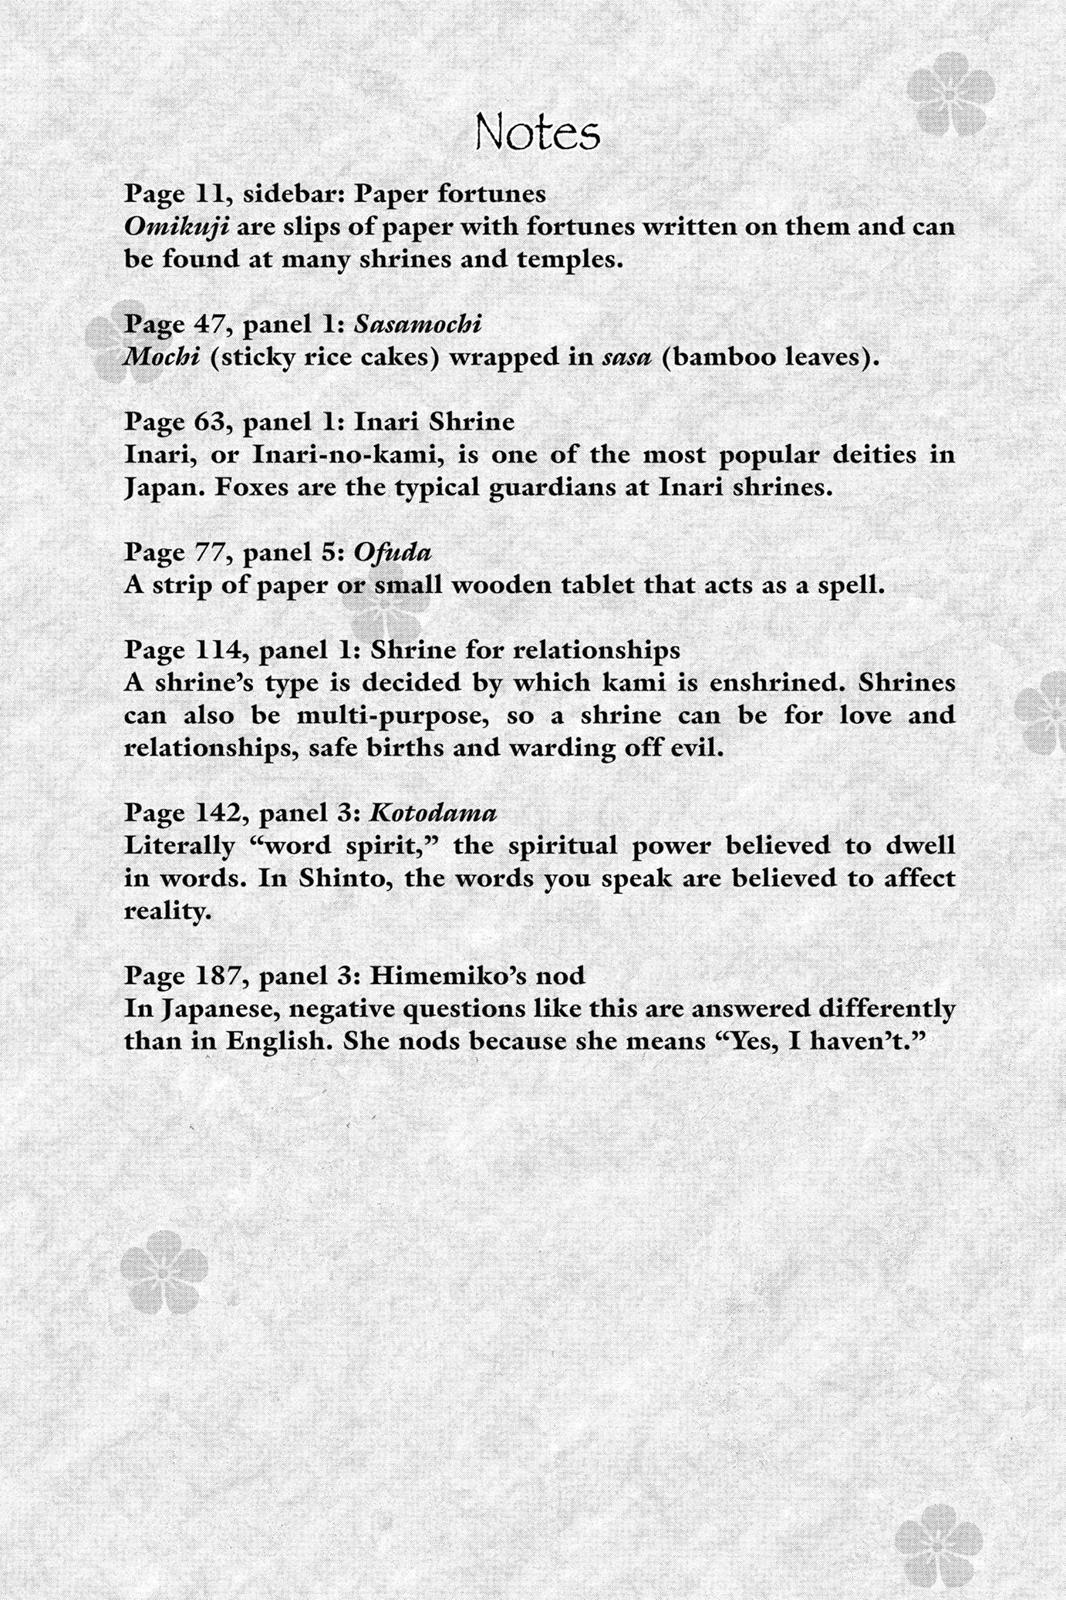 Notes
Page 11, sidebar: Paper fortunes
Omikuji are slips of paper with fortunes written on them and can
be found at many shrines and temples.
Page 47, panel 1: Sasamochi
Mochi (sticky rice cakes) wrapped in sasa (bamboo leaves).
Page 63, panel 1: Inari Shrine
Inari, or Inari-no-kami, is one of the most popular deities in
Japan. Foxes are the typical guardians at Inari shrines.
Page 77, panel 5: Ofuda
A strip of paper or small wooden tablet that acts as a spell.
Page 114, panel 1: Shrine for relationships
A shrine’s type is decided by which kami is enshrined. Shrines
can also be multi-purpose, so a shrine can be for love and
relationships, safe births and warding off evil.
Page 142, panel 3: Kotodama
Literally “word spirit,” the spiritual power believed to dwell
in words. In Shinto, the words you speak are believed to affect
reality.
Page 187, panel 3: Himemiko’s nod
In Japanese, negative questions like this are answered differently
than in English. She nods because she means “Yes, I haven’t.”